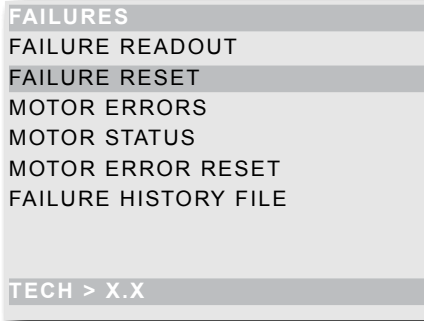 FAILURES
FAILURE READOUT
FAILURE RESET
MOTOR ERRORS
MOTOR STATUS
MOTOR ERROR RESET
FAILURE HISTORY FILE
TECH > X.X